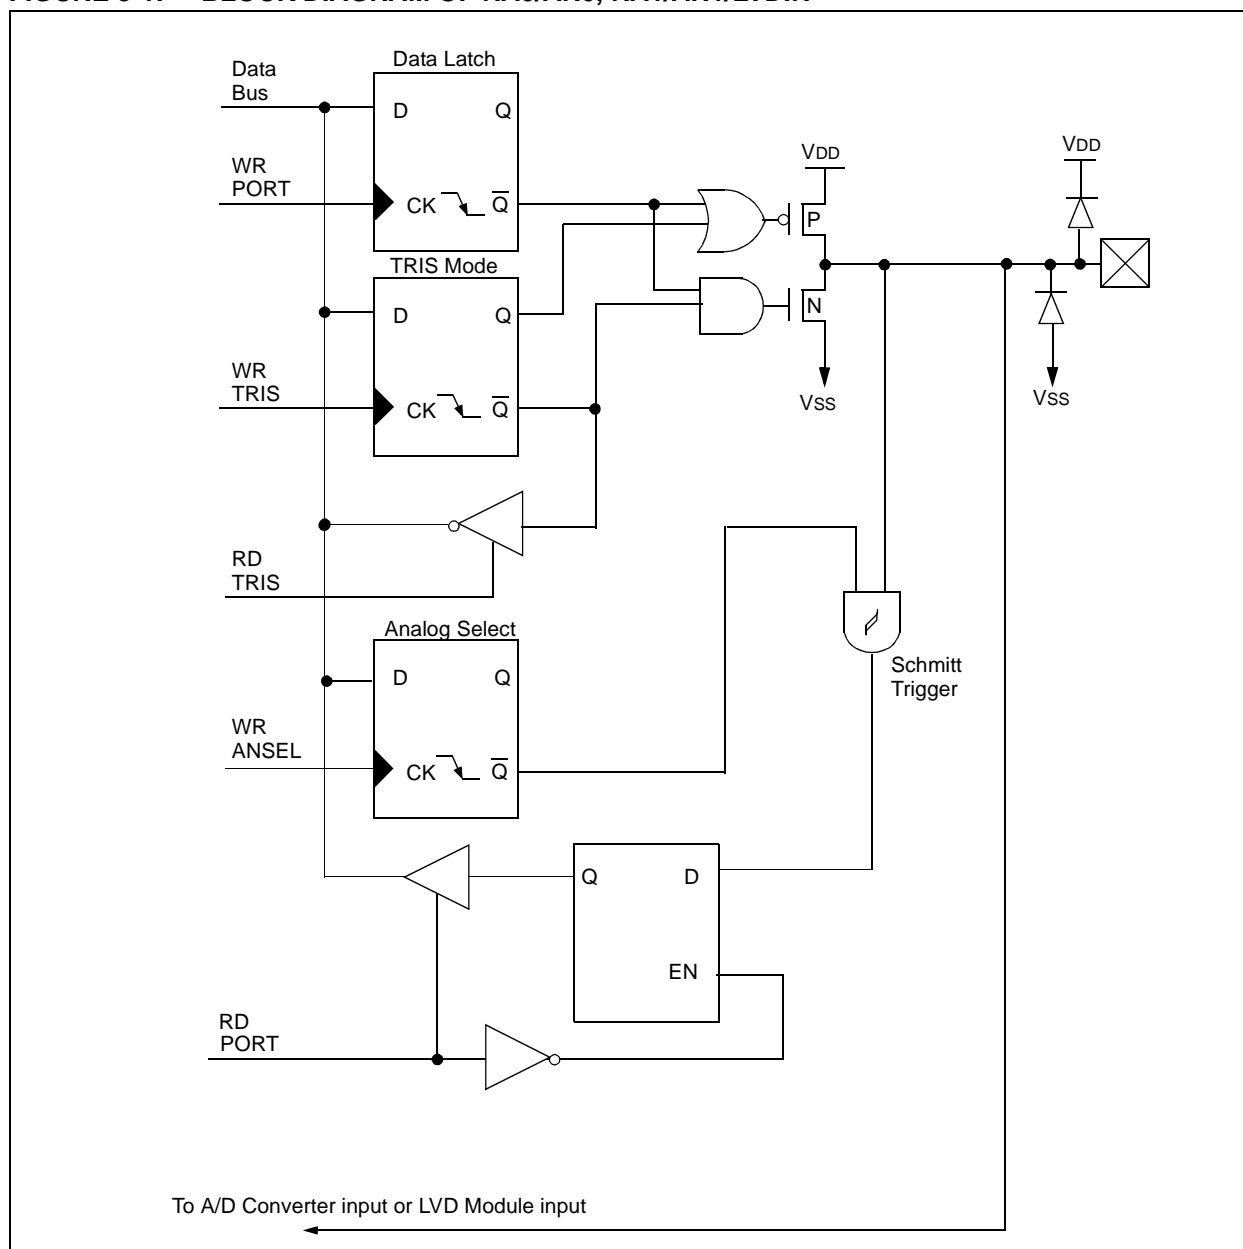 Data Latch
Data
Bus
D
Q
WR
PORT
CK
Q
VDD
P
VDD
TRIS Mode
D
Q
N
WR
TRIS
CK
Q
VSS
VSS
RD
TRIS
Analog Select
Schmitt
Trigger
D
Q
WR
ANSEL
CK
Q
Q
D
EN
RD
PORT
To A/D Converter input or LVD Module input